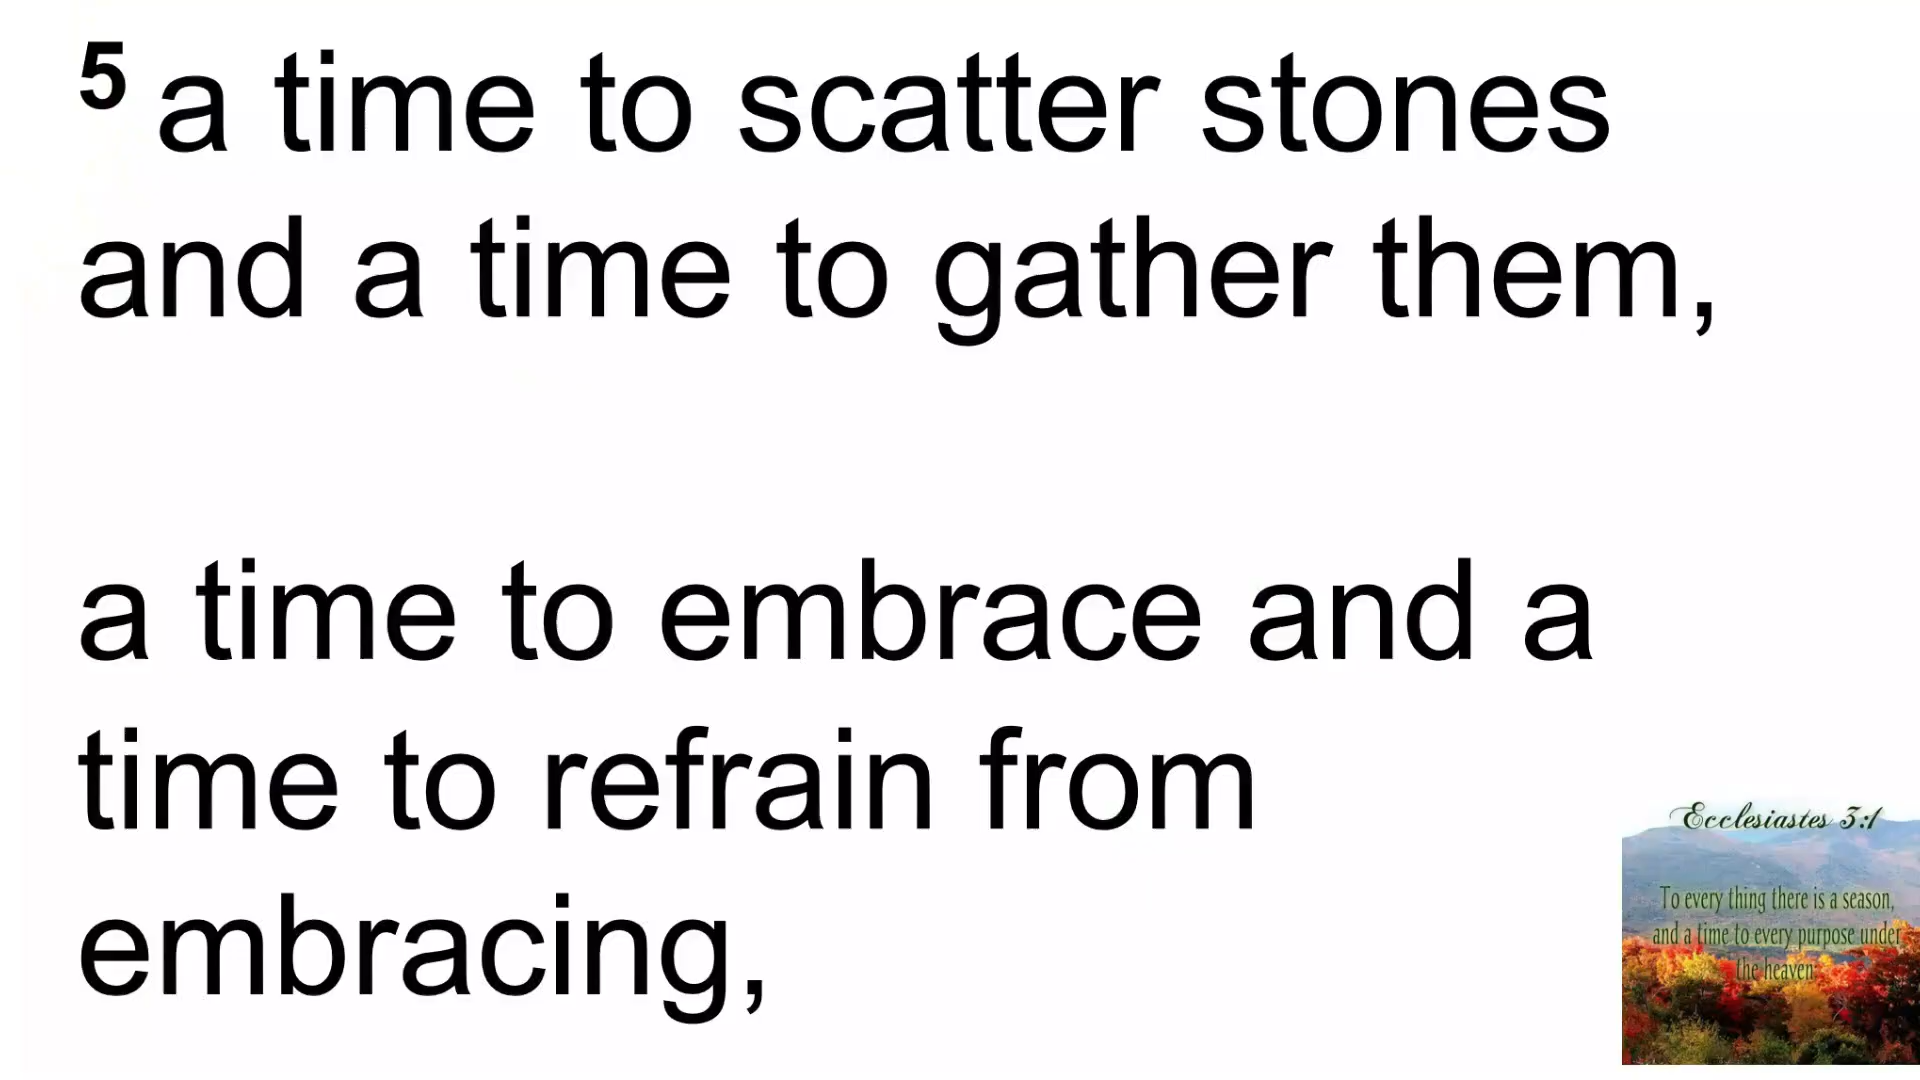 5 a time to scatter stones
and a time to gather them,
a time to embrace and a
time to refrain from
embracing,
Ecclesiastes 3:1
To every thing there is a season,
and a time to every purpose under
the heaven